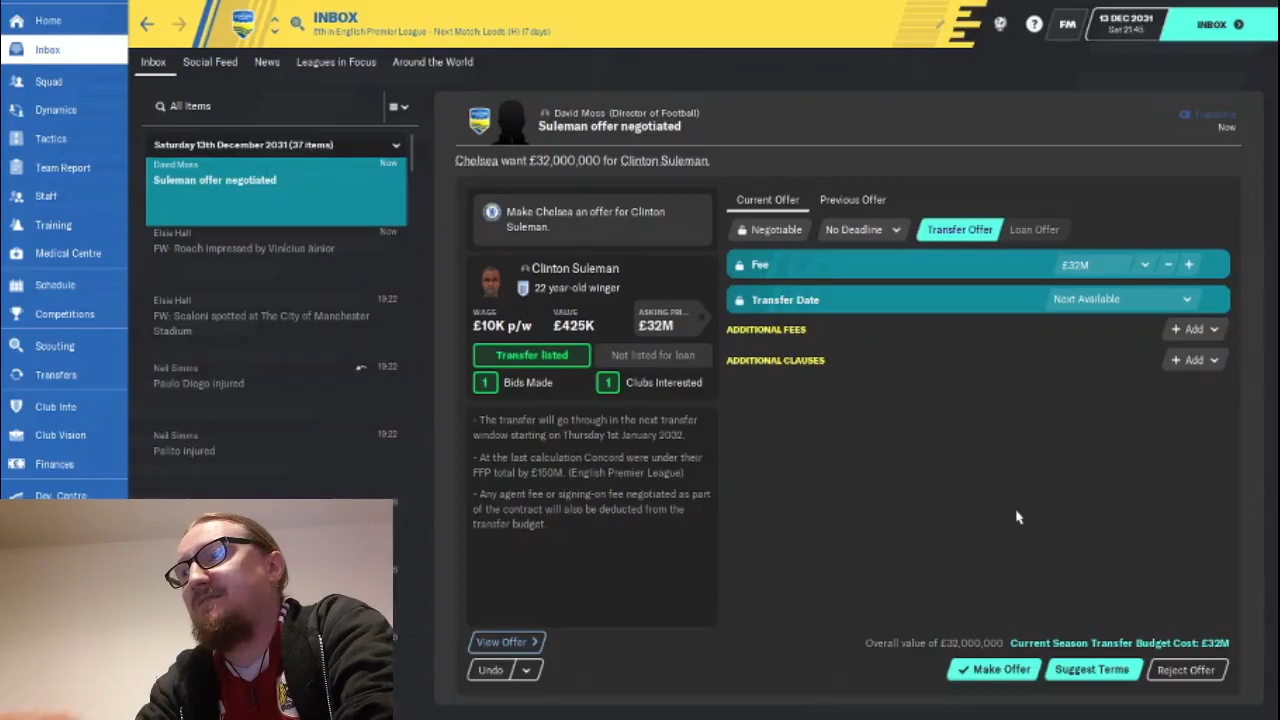 Home
Inbox
Squad
Dynamics
Tactics
Team Report
Staff
Training
Medical Centre
Schedule
Competitions
Scouting
Transfers
Club Info
Club Vision
Finances
Dev. Centre
INBOX
6th in English Premier League - Next Match: Leeds (H) (7 days)
?
FM
13 DEC 2031
Sat 21:45
INBOX
Inbox
Social Feed
News
Leagues in Focus
Around the World
All Items
Saturday 13th December 2031 (37 items)
David Moss
Now
Suleman offer negotiated
Elsie Hall
Now
FW: Roach impressed by Vinícius Júnior
Elsie Hall
19:22
FW: Scaloni spotted at The City of Manchester
Stadium
Neil Simms
19:22
Paulo Diogo injured
Neil Simms
19:22
Palito injured
David Moss (Director of Football)
Suleman offer negotiated
Transfers
Now
Chelsea want £32,000,000 for Clinton Suleman.
Make Chelsea an offer for Clinton
Suleman.
Clinton Suleman
22 year-old winger
WAGE
£10K p/w
VALUE
£425K
ASKING PRI...
£32M
Transfer listed
Not listed for loan
1 Bids Made
1 Clubs Interested
- The transfer will go through in the next transfer
window starting on Thursday 1st January 2032.
- At the last calculation Concord were under their
FFP total by £150M. (English Premier League)
- Any agent fee or signing-on fee negotiated as part
of the contract will also be deducted from the
transfer budget.
View Offer
Undo
Current Offer
Previous Offer
Negotiable
No Deadline
Transfer Offer
Loan Offer
Fee
£32M
Transfer Date
Next Available
ADDITIONAL FEES
+ Add
ADDITIONAL CLAUSES
+ Add
Overall value of £32,000,000
Current Season Transfer Budget Cost: £32M
Make Offer
Suggest Terms
Reject Offer